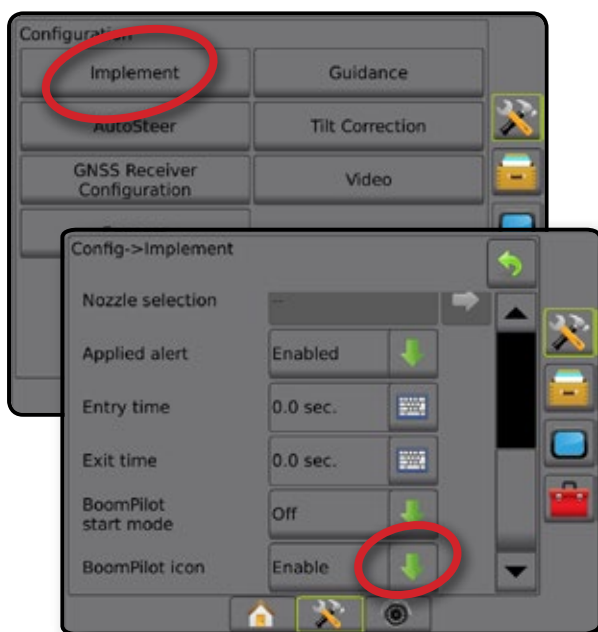 Configuration
Implement
Guidance
AutoSteer
Tilt Correction
GNSS Receiver
Configuration
Video
Config->Implement
Nozzle selection
--
Applied alert
Enabled
Entry time
0.0 sec.
Exit time
0.0 sec.
BoomPilot
start mode
Off
BoomPilot icon
Enable